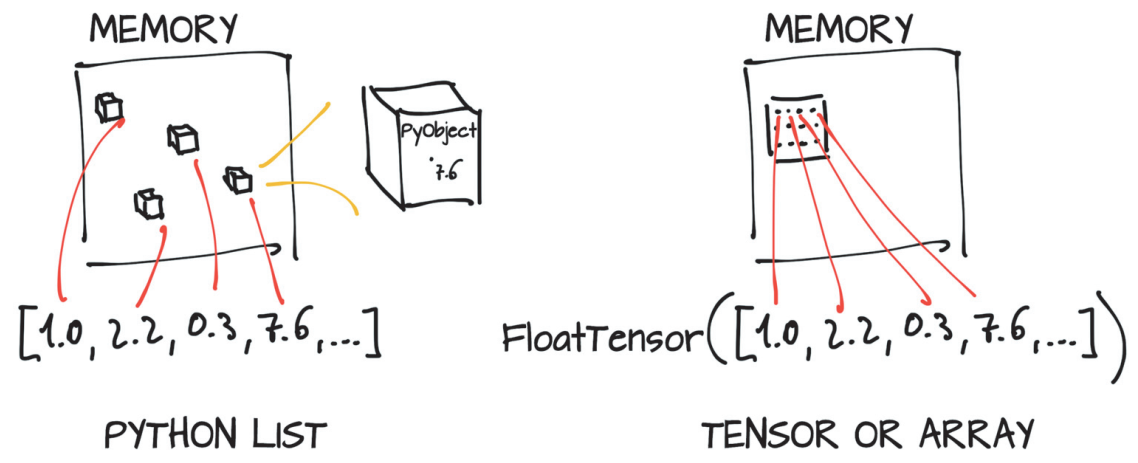 MEMORY
PyObject
7.6
[1.0, 2.2, 0.3, 7.6, ...]
PYTHON LIST
MEMORY
FloatTensor([1.0, 2.2, 0.3, 7.6, ...])
TENSOR OR ARRAY